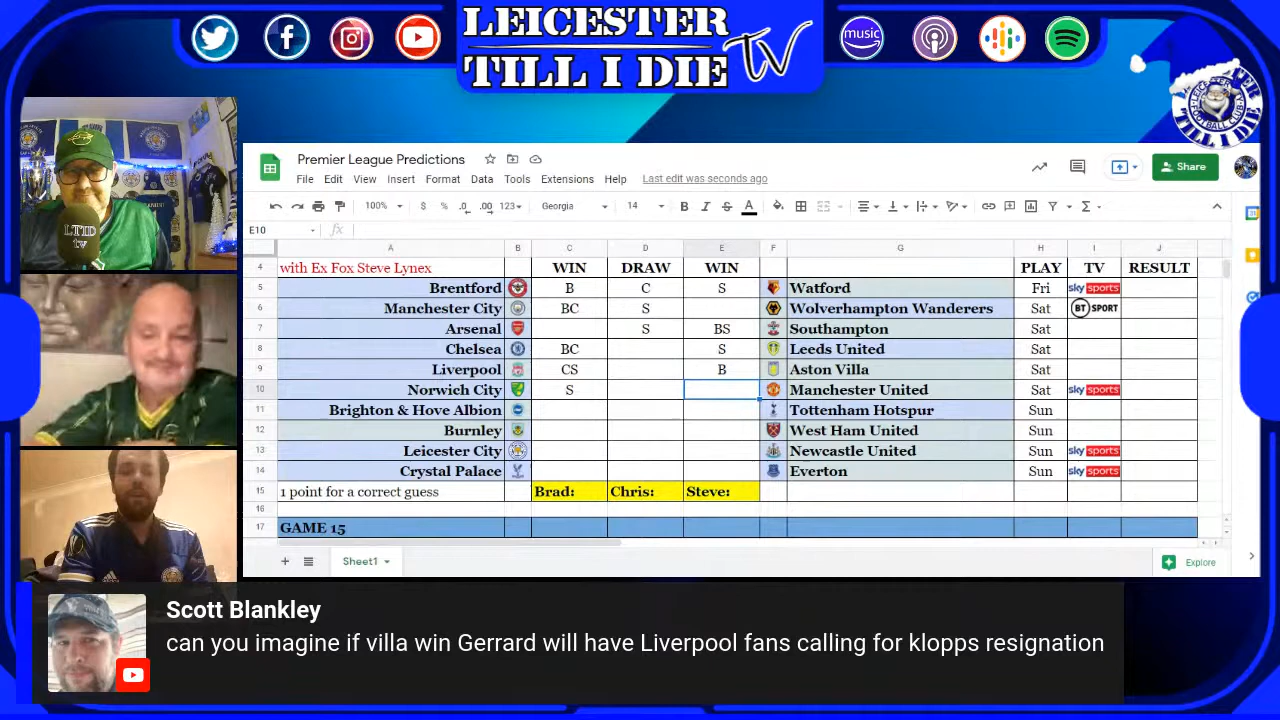 LEICESTER
TILL I DIE TV
music
LTID
tv
Premier League Predictions
Share
File Edit View Insert Format Tools Extensions Help Last edit was seconds ago
100% $ % .0 .00 123 Georgia 14 B I S A
E10 fx
A B C D E F G H I J
4 with Ex Fox Steve Lynex WIN DRAW WIN PLAY TV RESULT
5 Brentford B C S Watford Fri sky sports
6 Manchester City BC S Wolverhampton Wanderers Sat BT SPORT
7 Arsenal S BS Southampton Sat
8 Chelsea BC S Leeds United Sat
9 Liverpool CS B Aston Villa Sat
10 Norwich City S Manchester United Sat sky sports
11 Brighton & Hove Albion Tottenham Hotspur Sun
12 Burnley West Ham United Sun
13 Leicester City Newcastle United Sun sky sports
14 Crystal Palace Everton Sun sky sports
15 1 point for a correct guess Brad: Chris: Steve:
16
17 GAME 15
+ Sheet1 Explore
Scott Blankley
can you imagine if villa win Gerrard will have Liverpool fans calling for klopps resignation